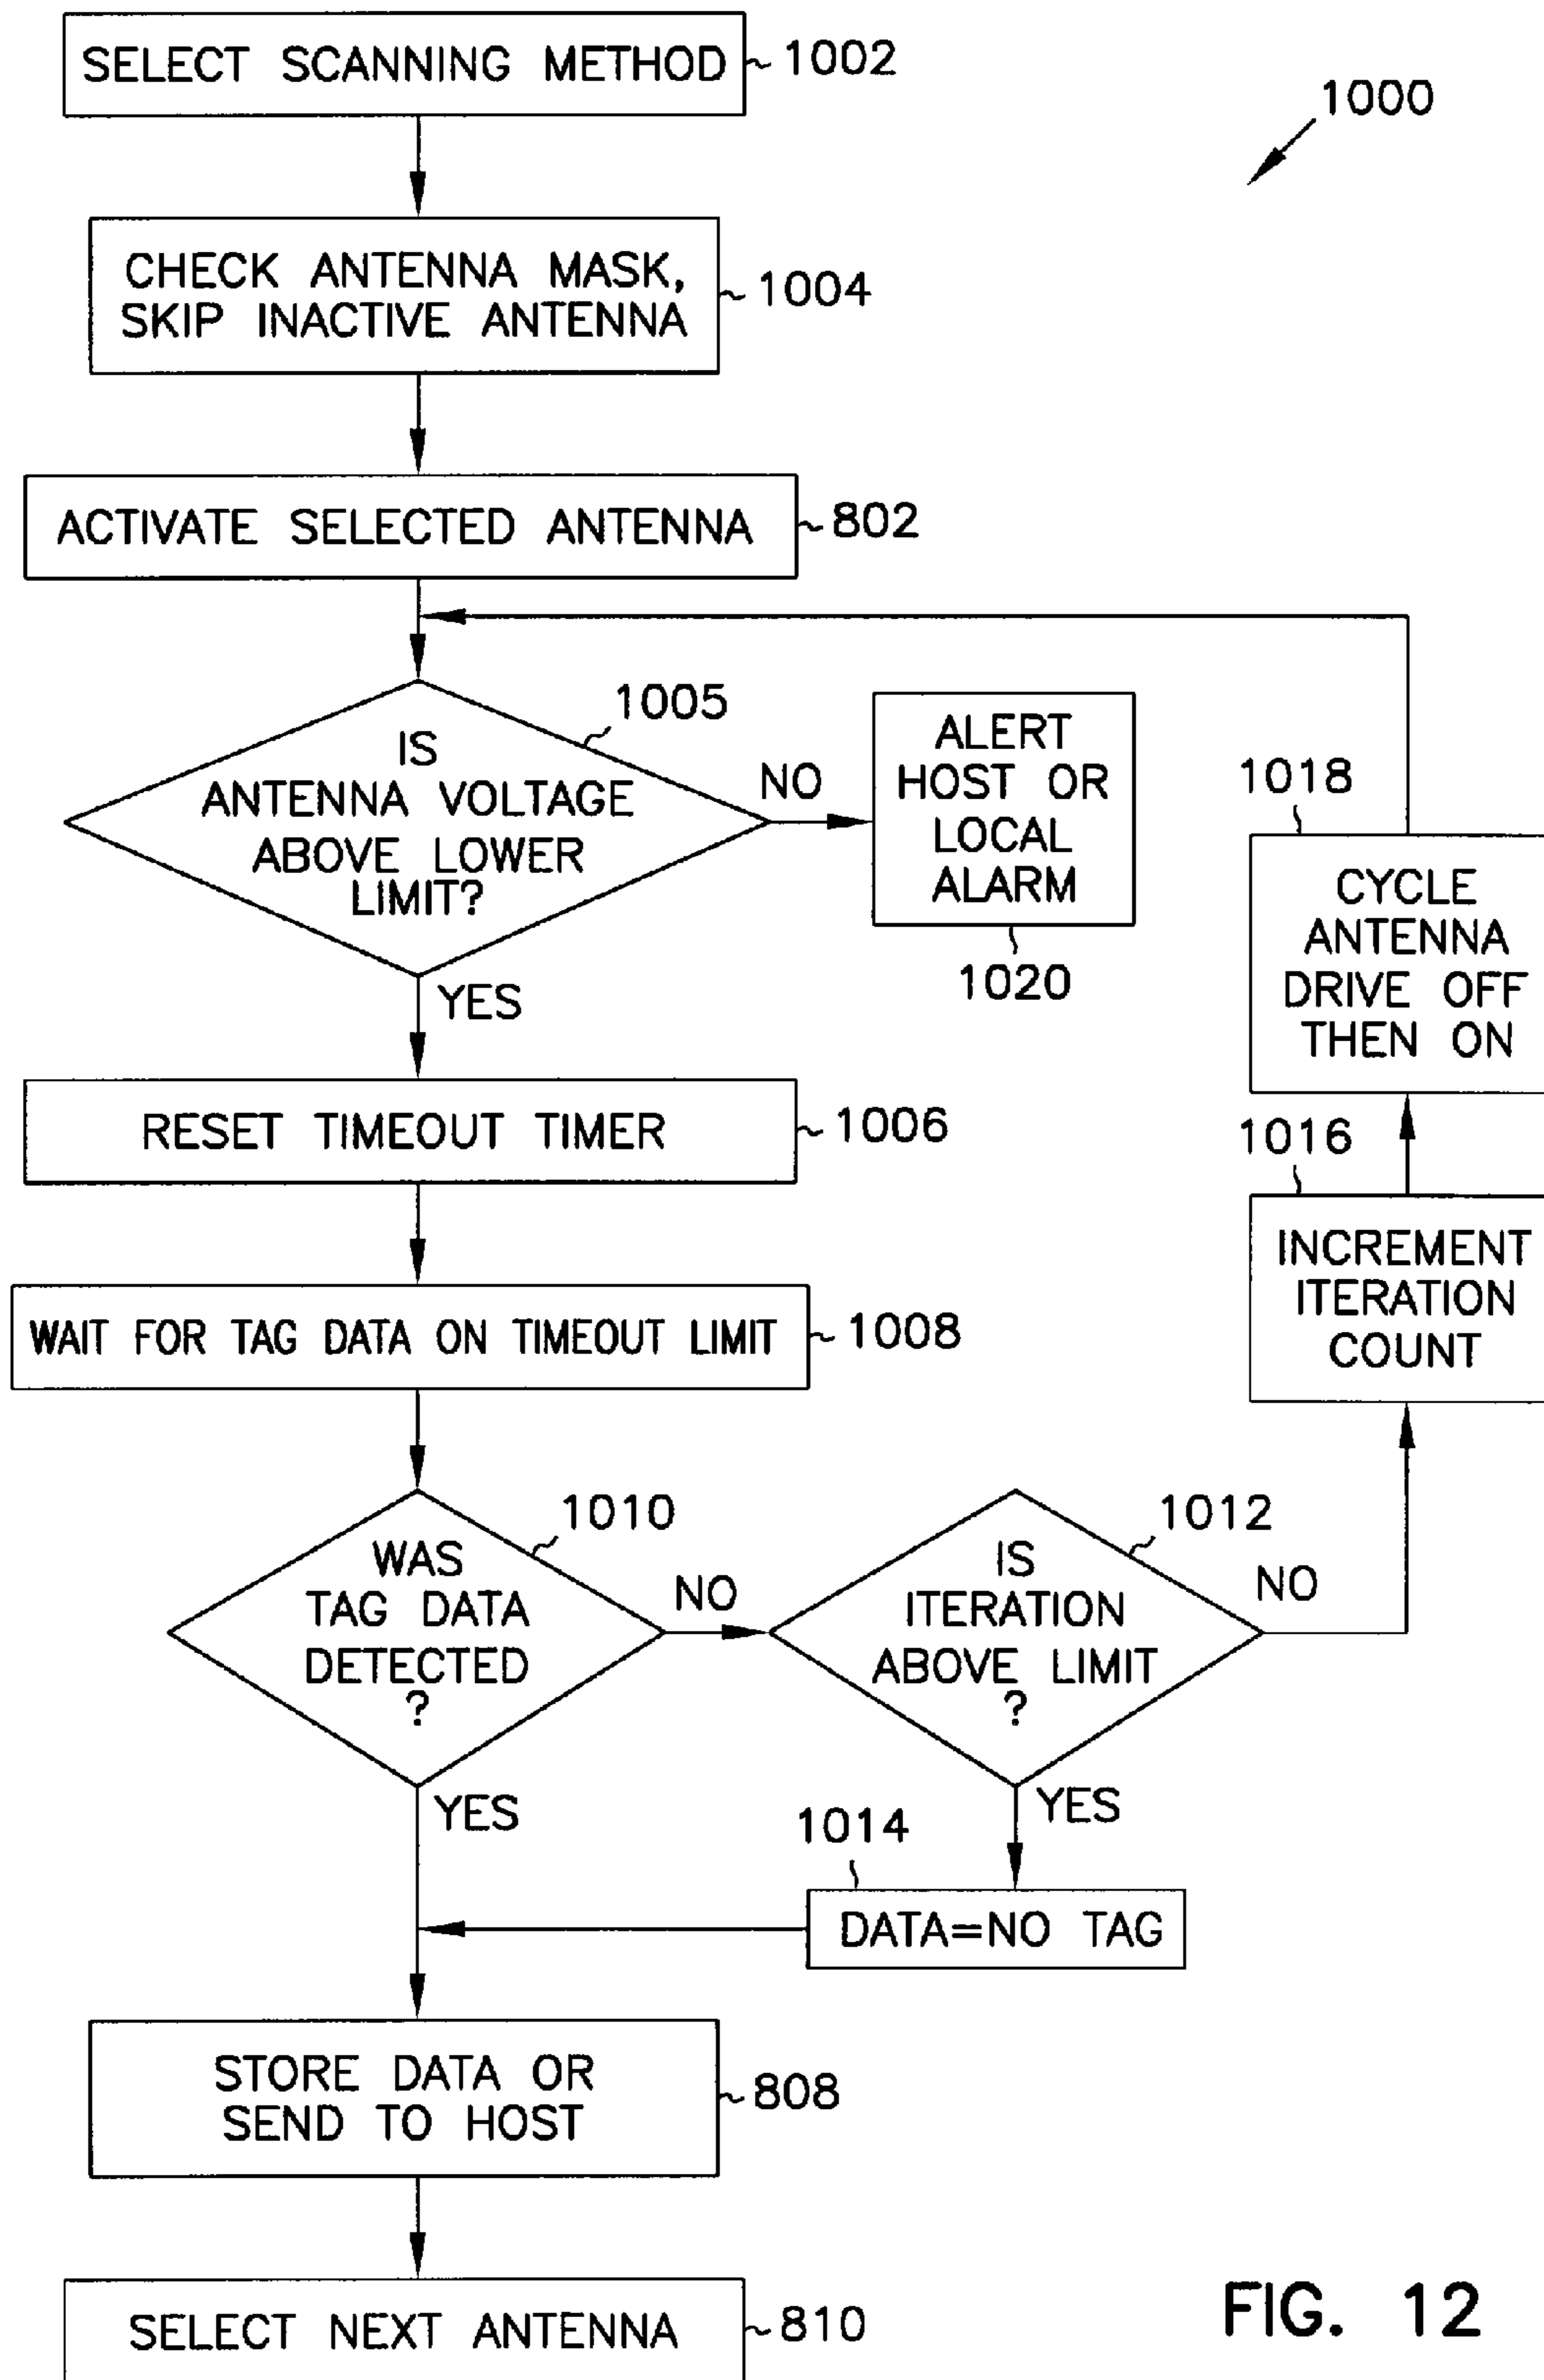 SELECT SCANNING METHOD
1002
1000
CHECK ANTENNA MASK,
SKIP INACTIVE ANTENNA
1004
ACTIVATE SELECTED ANTENNA
802
1005
IS
ANTENNA VOLTAGE
ABOVE LOWER
LIMIT?
NO
YES
ALERT
HOST OR
LOCAL
ALARM
1020
1018
CYCLE
ANTENNA
DRIVE OFF
THEN ON
RESET TIMEOUT TIMER
1006
1016
INCREMENT
ITERATION
COUNT
WAIT FOR TAG DATA ON TIMEOUT LIMIT
1008
1010
WAS
TAG DATA
DETECTED
?
NO
YES
1012
IS
ITERATION
ABOVE LIMIT
?
NO
YES
1014
DATA=NO TAG
STORE DATA OR
SEND TO HOST
808
SELECT NEXT ANTENNA
810
FIG. 12